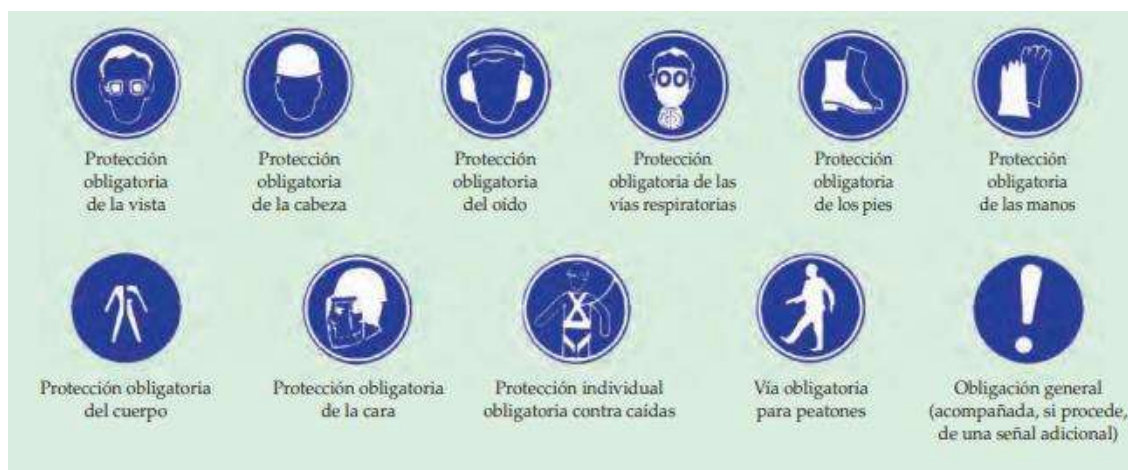 Protección
obligatoria
de la vista
Protección
obligatoria
de la cabeza
Protección
obligatoria
del oído
Protección
obligatoria de las
vías respiratorias
Protección
obligatoria
de los pies
Protección
obligatoria
de las manos
Protección obligatoria
del cuerpo
Protección obligatoria
de la cara
Protección individual
obligatoria contra caídas
Vía obligatoria
para peatones
Obligación general
(acompañada, si procede,
de una señal adicional)